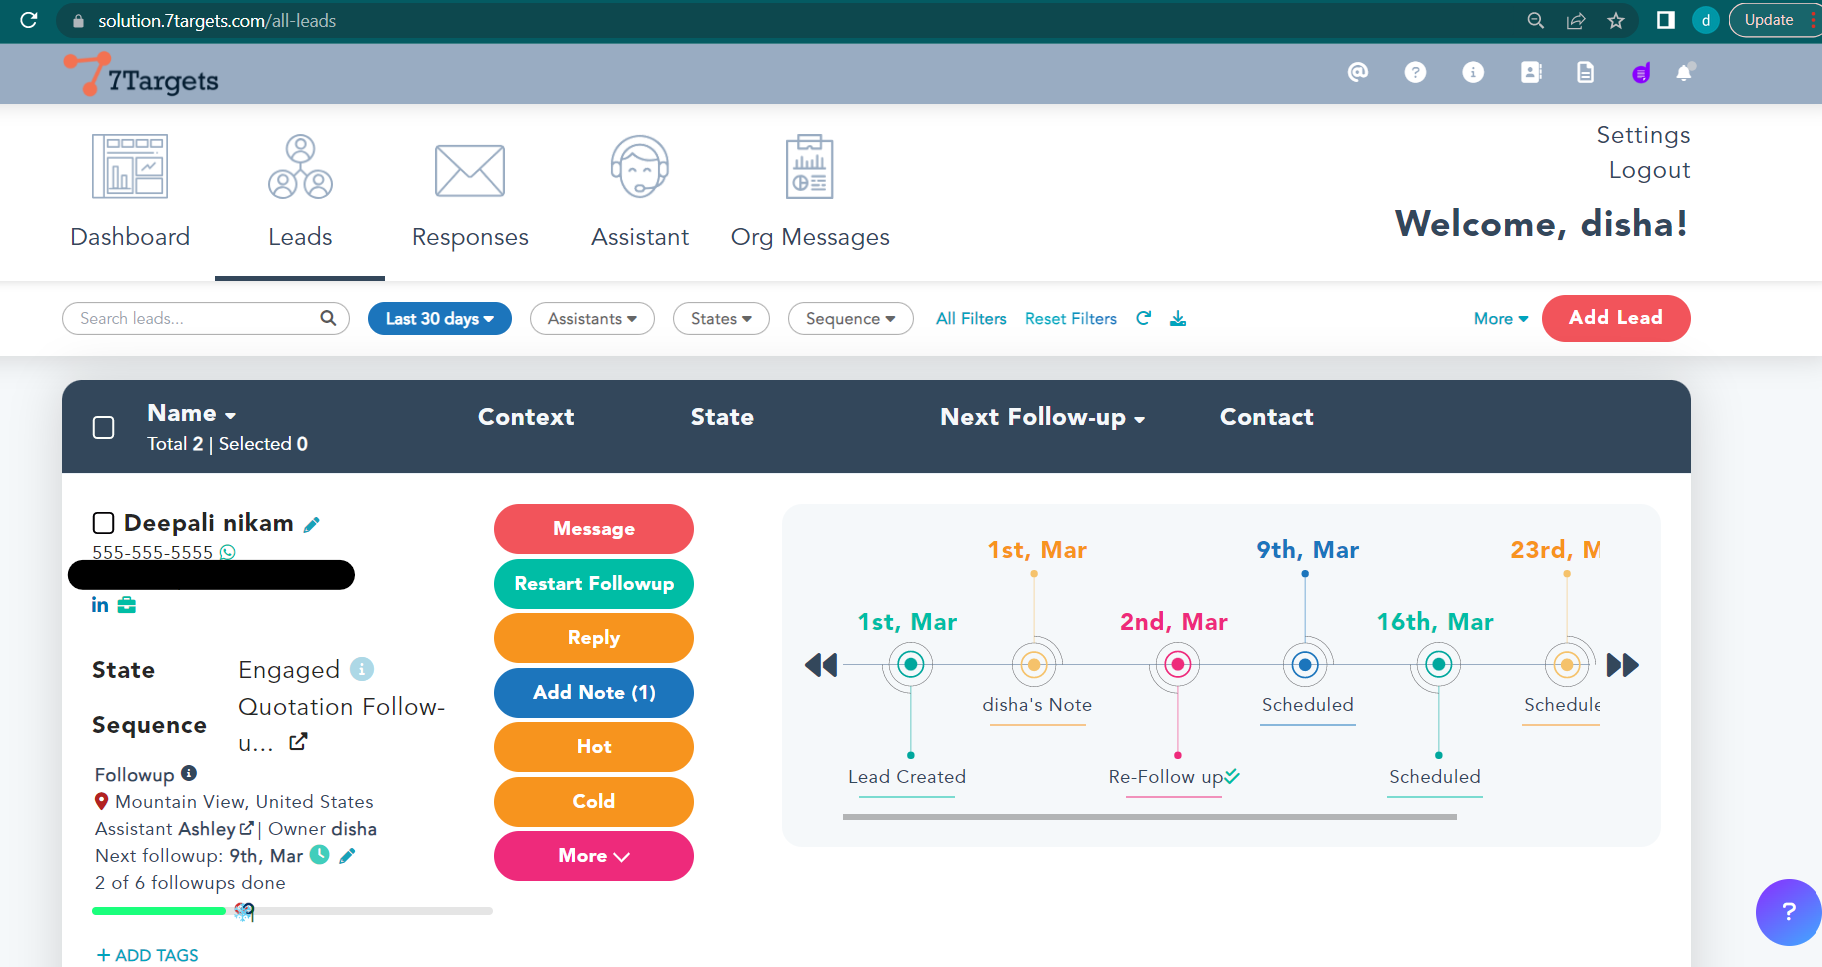 solution.7targets.com/all-leads
d
Update
7Targets
Dashboard
Leads
Responses
Assistant
Org Messages
Settings
Logout
Welcome, disha!
Search leads...
Last 30 days
Assistants
States
Sequence
All Filters
Reset Filters
More
Add Lead
Name
Total 2 | Selected 0
Context
State
Next Follow-up
Contact
Deepali nikam
555-555-5555
in
State
Engaged
Sequence
Quotation Follow-
u...
Followup
Mountain View, United States
Assistant Ashley | Owner disha
Next followup: 9th, Mar
2 of 6 followups done
+ ADD TAGS
Message
Restart Followup
Reply
Add Note (1)
Hot
Cold
More
1st, Mar
9th, Mar
23rd, M
1st, Mar
2nd, Mar
16th, Mar
disha's Note
Scheduled
Schedule
Lead Created
Re-Follow up
Scheduled
?